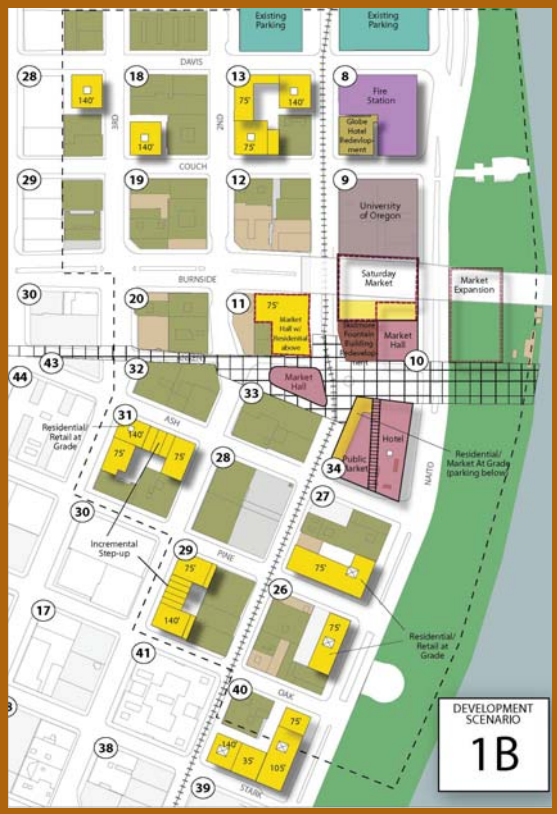 Existing
Parking
Existing
Parking
DAVIS
28
18
13
8
140'
75'
140'
Fire
Station
3RD
2ND
140'
75'
Globe
Hotel
Redevlop-
ment
COUCH
29
19
12
9
University
of Oregon
Saturday
Market
Market
Expansion
BURNSIDE
30
20
11
75'
Market
Hall w/
Residential
above
Skidmore
Fountain
Building
Redevelop-
ment
Market
Hall
10
43
44
32
Market
Hall
33
31
ASH
Residential/
Retail at
Grade
140'
75'
75'
Hotel
Public
Market
34
Residential/
Market At Grade
(parking below)
NAITO
28
27
30
Incremental
Step-up
PINE
29
75'
75'
26
140'
75'
Residential/
Retail at
Grade
17
41
OAK
40
75'
140'
35'
105'
38
39
STARK
DEVELOPMENT
SCENARIO
1B